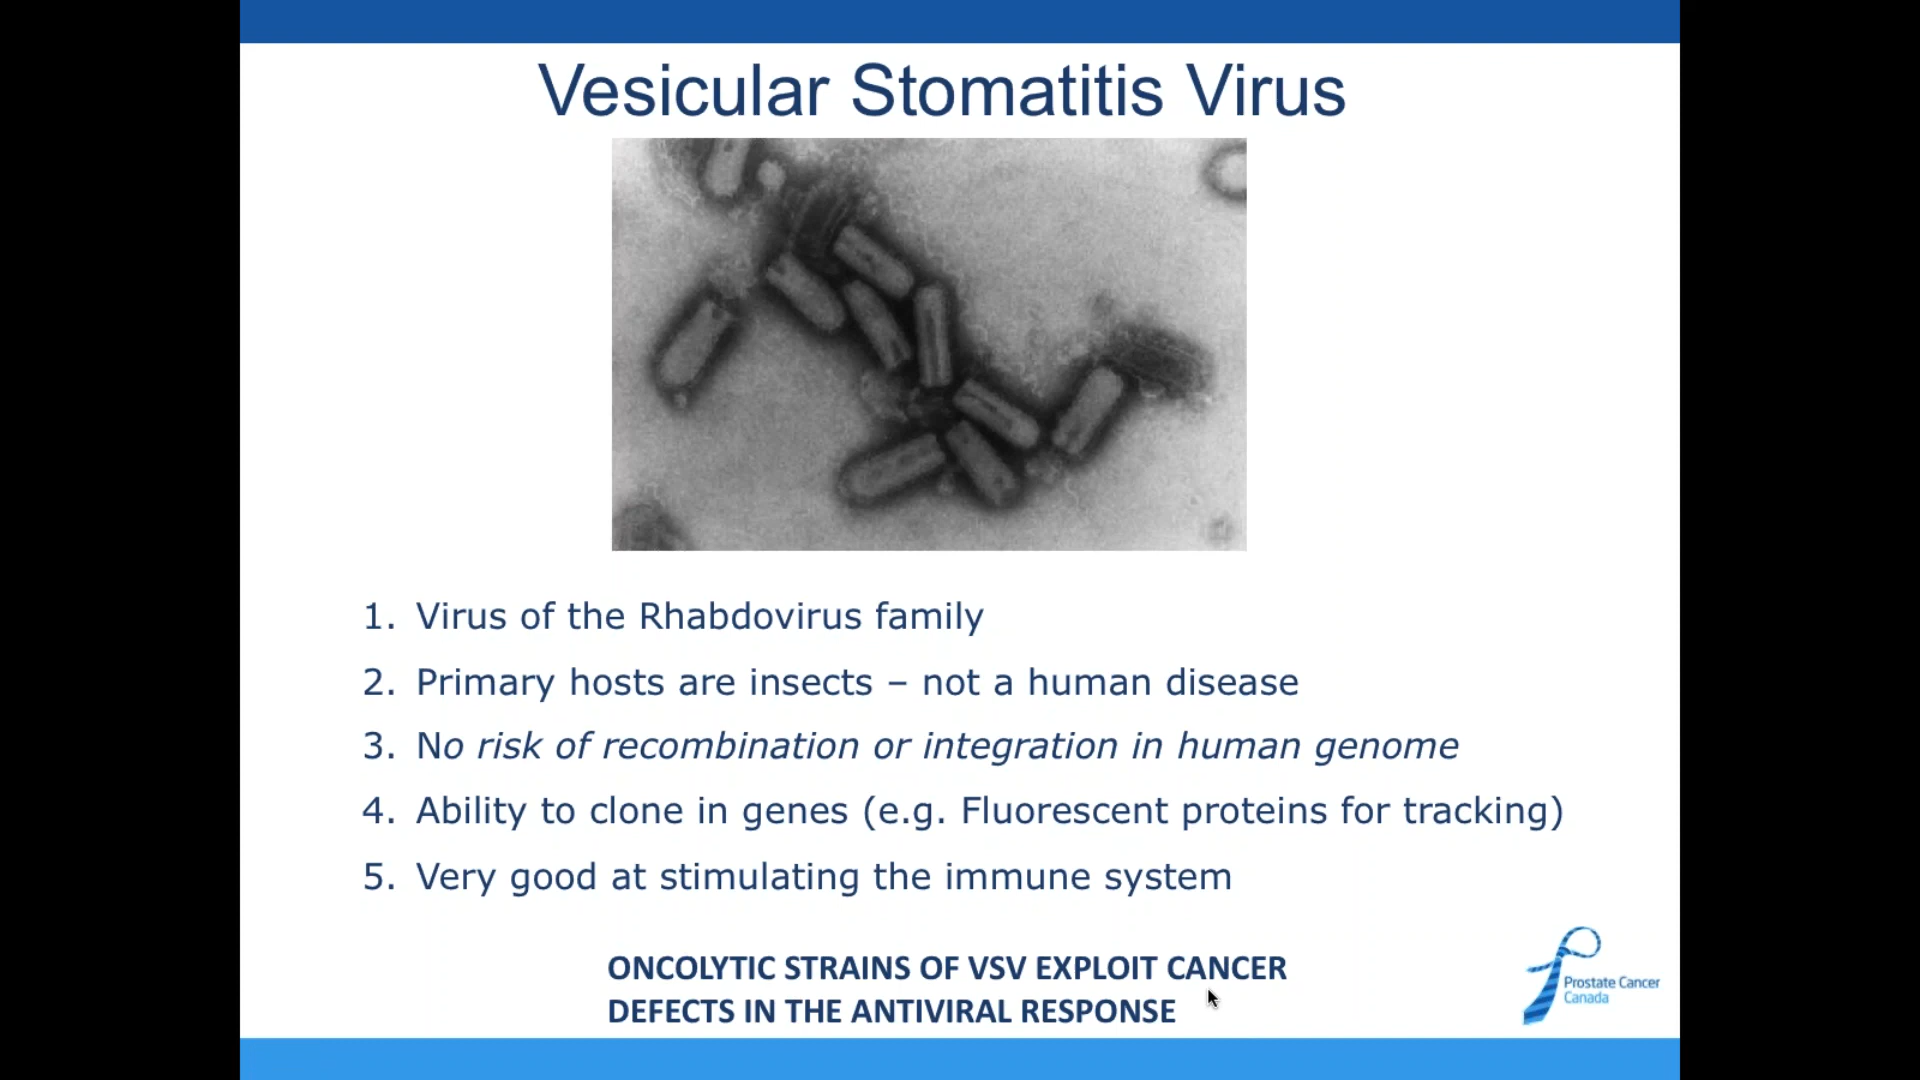 Vesicular Stomatitis Virus
1. Virus of the Rhabdovirus family
2. Primary hosts are insects – not a human disease
3. No risk of recombination or integration in human genome
4. Ability to clone in genes (e.g. Fluorescent proteins for tracking)
5. Very good at stimulating the immune system
ONCOLYTIC STRAINS OF VSV EXPLOIT CANCER
DEFECTS IN THE ANTIVIRAL RESPONSE
Prostate Cancer
Canada